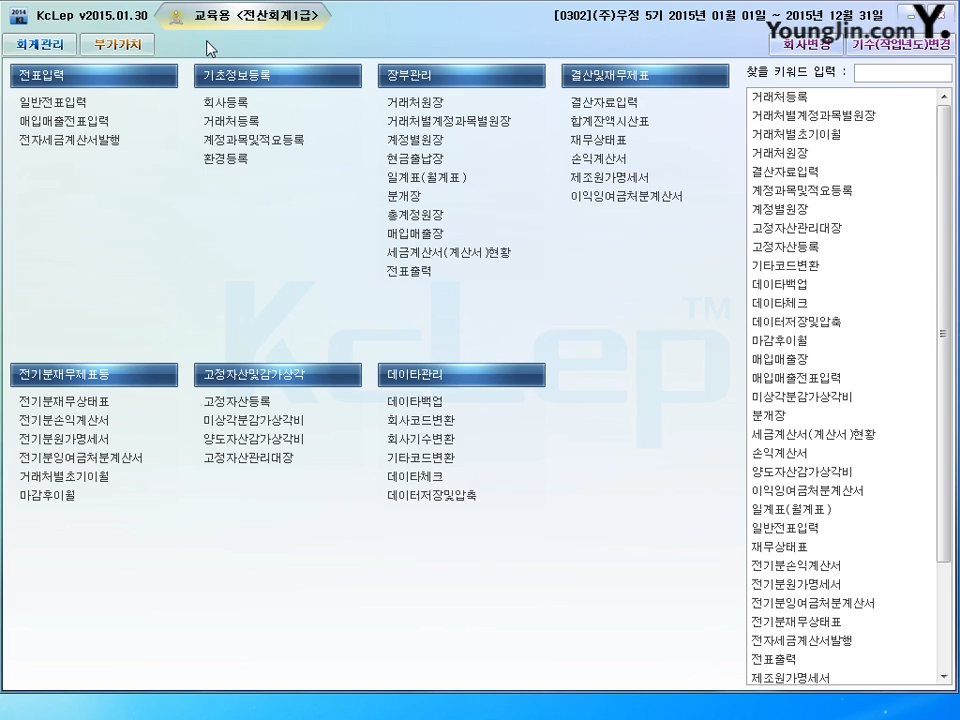 2014 KL KcLep v2015.01.30 교육용 <전산회계1급> [0302](주)우정 5기 2015년 01월 01일 ~ 2015년 12월 31일
YoungJin.com Y.
회계관리 부가가치 회사변경 기수(작업년도)변경
전표입력
일반전표입력
매입매출전표입력
전자세금계산서발행
기초정보등록
회사등록
거래처등록
계정과목및적요등록
환경등록
장부관리
거래처원장
거래처별계정과목별원장
계정별원장
현금출납장
일계표(월계표)
분개장
총계정원장
매입매출장
세금계산서(계산서)현황
전표출력
결산및재무제표
결산자료입력
합계잔액시산표
재무상태표
손익계산서
제조원가명세서
이익잉여금처분계산서
KcLep TM
전기분재무제표등
전기분재무상태표
전기분손익계산서
전기분원가명세서
전기분잉여금처분계산서
거래처별초기이월
마감후이월
고정자산및감가상각
고정자산등록
미상각분감가상각비
양도자산감가상각비
고정자산관리대장
데이타관리
데이타백업
회사코드변환
회사기수변환
기타코드변환
데이타체크
데이터저장및압축
찾을 키워드 입력 :
거래처등록
거래처별계정과목별원장
거래처별초기이월
거래처원장
결산자료입력
계정과목및적요등록
계정별원장
고정자산관리대장
고정자산등록
기타코드변환
데이타백업
데이타체크
데이터저장및압축
마감후이월
매입매출장
매입매출전표입력
미상각분감가상각비
분개장
세금계산서(계산서)현황
손익계산서
양도자산감가상각비
이익잉여금처분계산서
일계표(월계표)
일반전표입력
재무상태표
전기분손익계산서
전기분원가명세서
전기분잉여금처분계산서
전기분재무상태표
전자세금계산서발행
전표출력
제조원가명세서